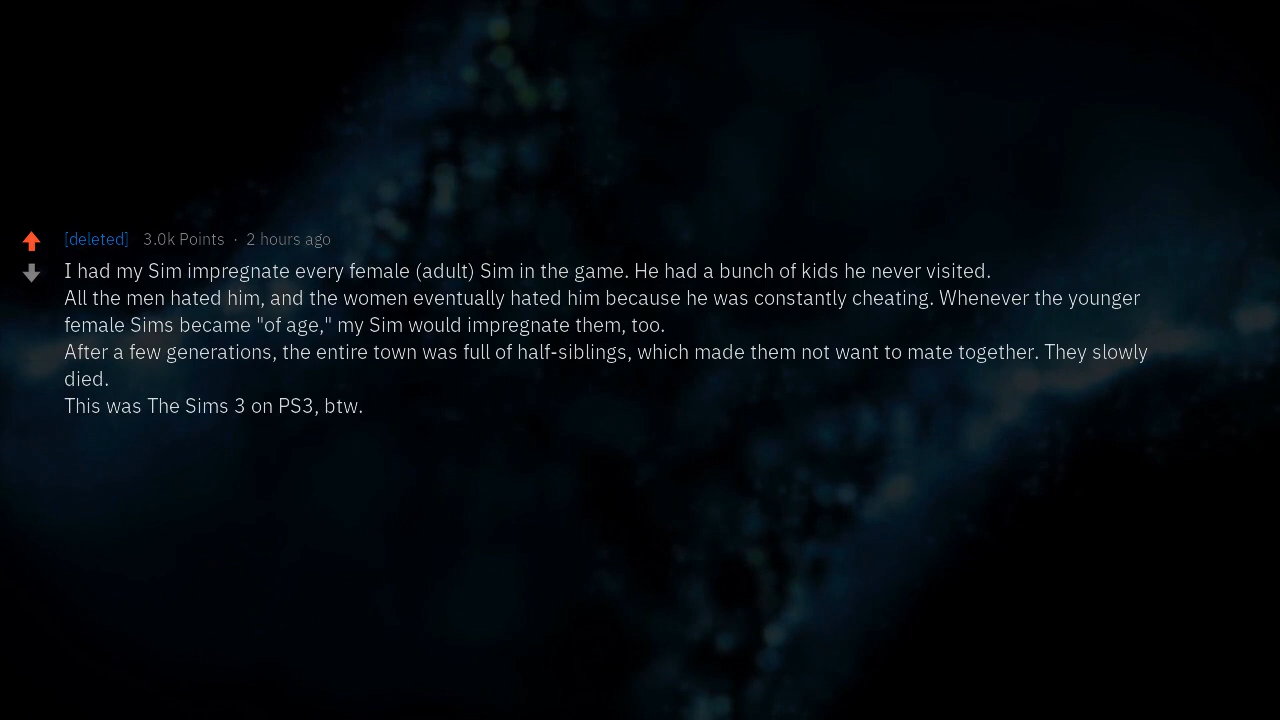 [deleted] 3.0k Points · 2 hours ago
I had my Sim impregnate every female (adult) Sim in the game. He had a bunch of kids he never visited.
All the men hated him, and the women eventually hated him because he was constantly cheating. Whenever the younger
female Sims became "of age," my Sim would impregnate them, too.
After a few generations, the entire town was full of half-siblings, which made them not want to mate together. They slowly
died.
This was The Sims 3 on PS3, btw.